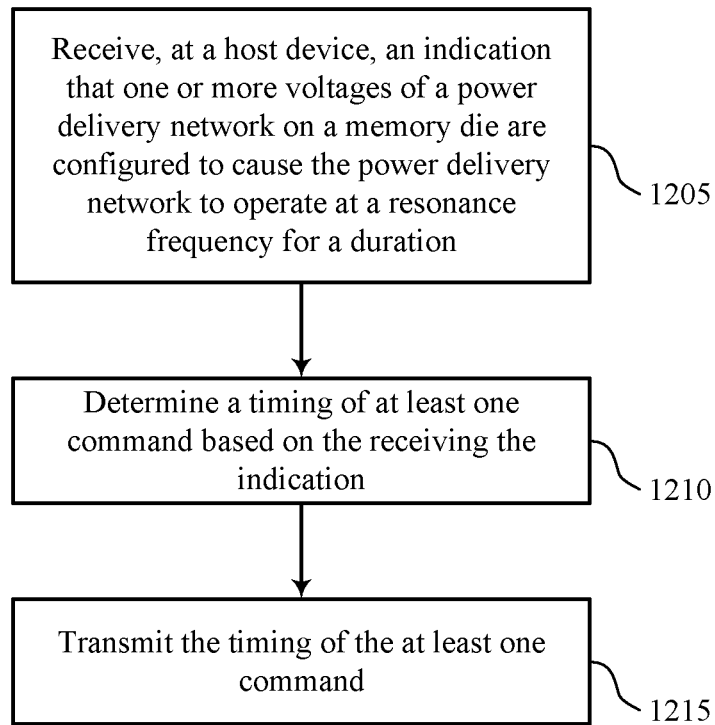 Receive, at a host device, an indication
that one or more voltages of a power
delivery network on a memory die are
configured to cause the power delivery
network to operate at a resonance
frequency for a duration
1205
Determine a timing of at least one
command based on the receiving the
indication
1210
Transmit the timing of the at least one
command
1215